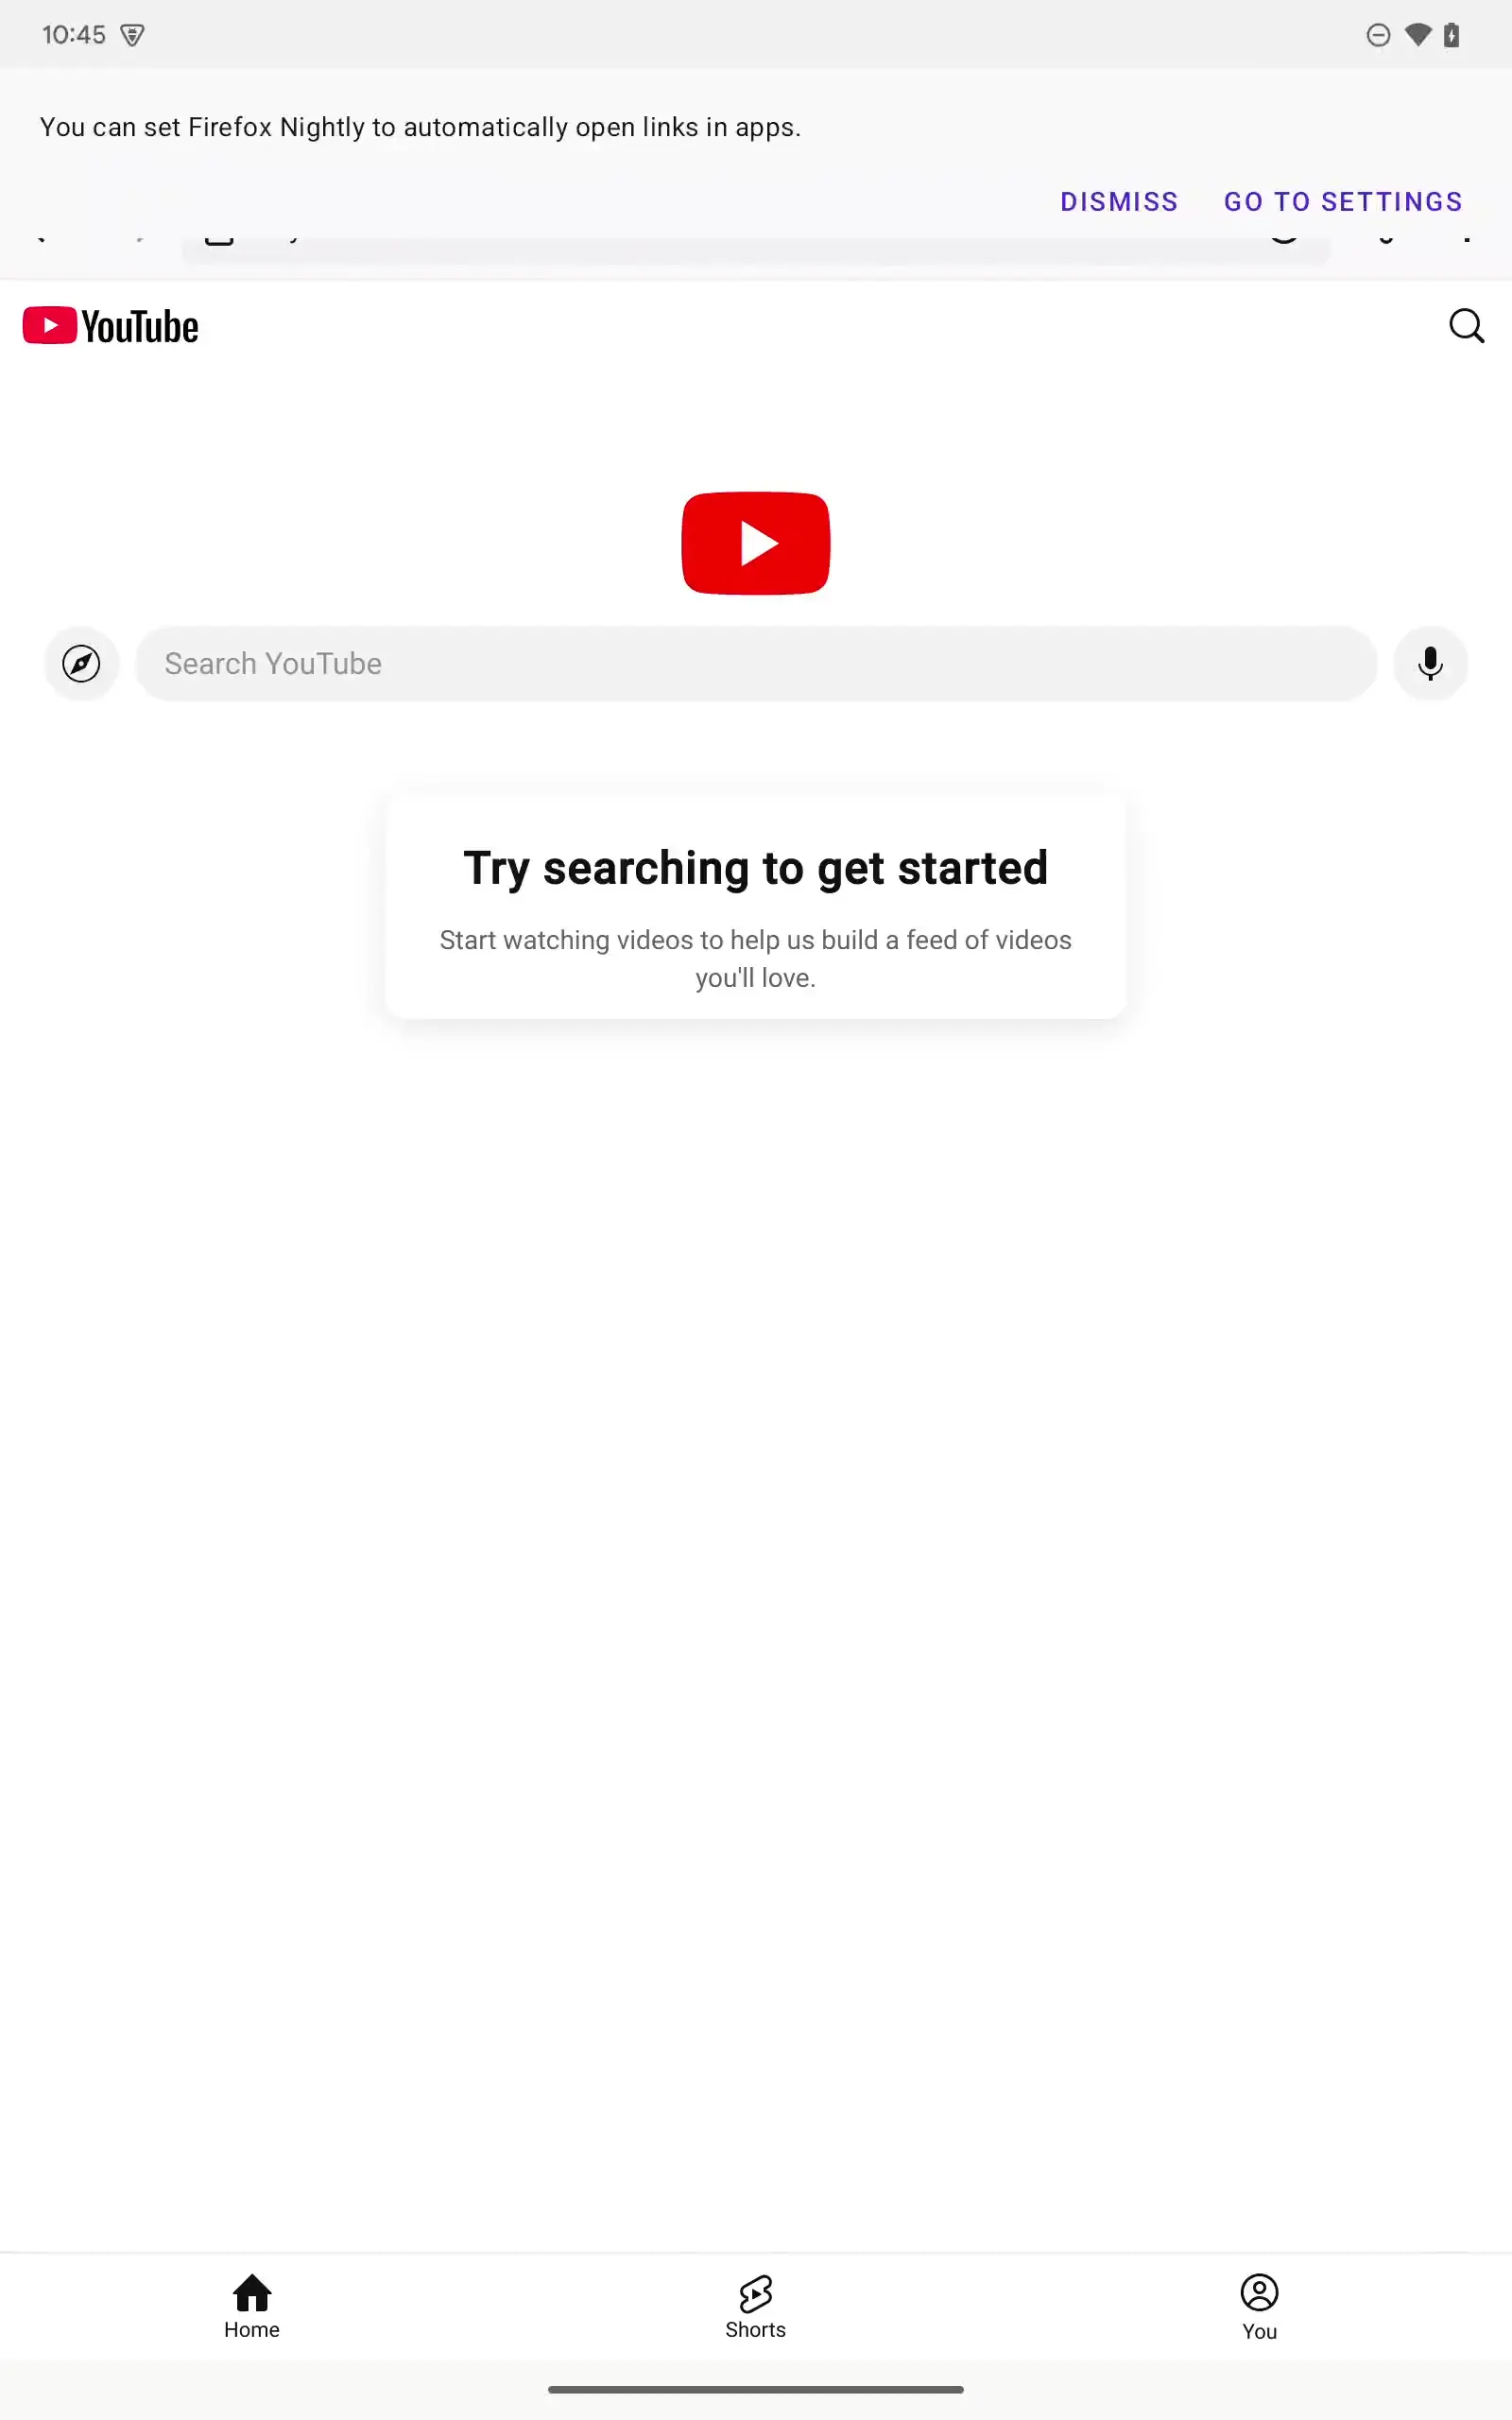 10:45
You can set Firefox Nightly to automatically open links in apps.
DISMISS GO TO SETTINGS
YouTube
Search YouTube
Try searching to get started
Start watching videos to help us build a feed of videos
you'll love.
Home Shorts You